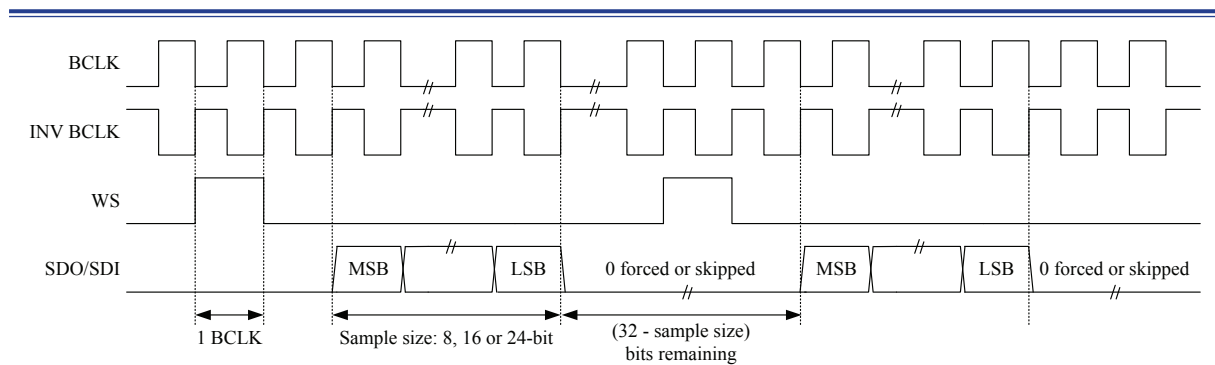 BCLK
INV BCLK
WS
SDO/SDI
MSB
LSB
0 forced or skipped
MSB
LSB
0 forced or skipped
1 BCLK
Sample size: 8, 16 or 24-bit
(32 - sample size)
bits remaining